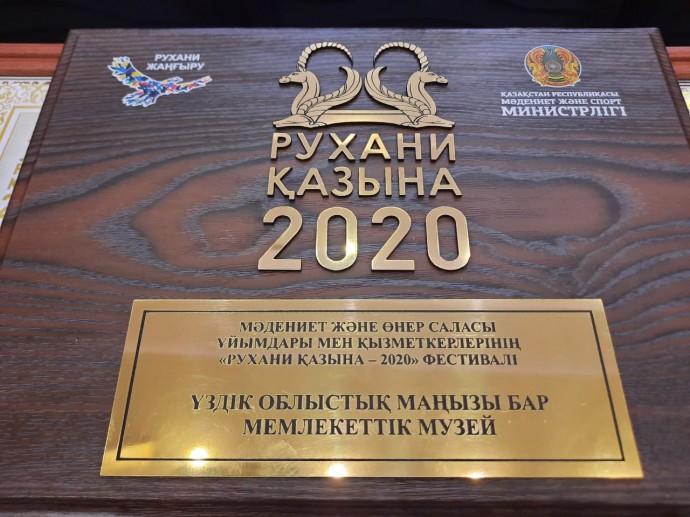 РУХАНИ
ЖАҢҒЫРУ
ҚАЗАҚСТАН РЕСПУБЛИКАСЫ
МӘДЕНИЕТ ЖӘНЕ СПОРТ
МИНИСТРЛІГІ
РУХАНИ
ҚАЗЫНА
2020
МӘДЕНИЕТ ЖӘНЕ ӨНЕР САЛАСЫ
ҰЙЫМДАРЫ МЕН ҚЫЗМЕТКЕРЛЕРІНІҢ
«РУХАНИ ҚАЗЫНА – 2020» ФЕСТИВАЛІ
ҮЗДІК ОБЛЫСТЫҚ МАҢЫЗЫ БАР
МЕМЛЕКЕТТІК МУЗЕЙ